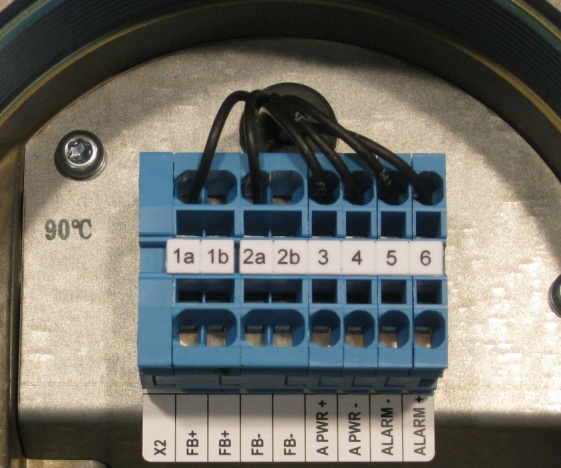 90°C
1a 1b 2a 2b 3 4 5 6
X2
FB+
FB+
FB-
FB-
A PWR +
A PWR -
ALARM -
ALARM +